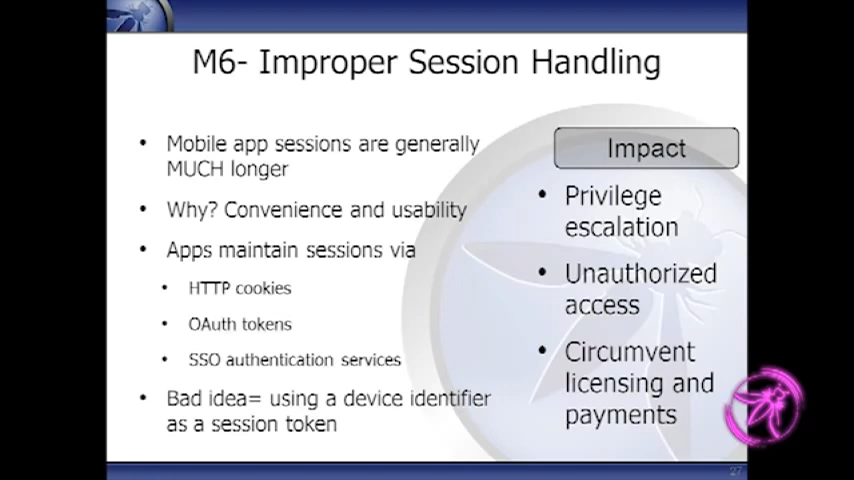 M6- Improper Session Handling
• Mobile app sessions are generally
MUCH longer
• Why? Convenience and usability
• Apps maintain sessions via
• HTTP cookies
• OAuth tokens
• SSO authentication services
• Bad idea= using a device identifier
as a session token
Impact
• Privilege
escalation
• Unauthorized
access
• Circumvent
licensing and
payments
27